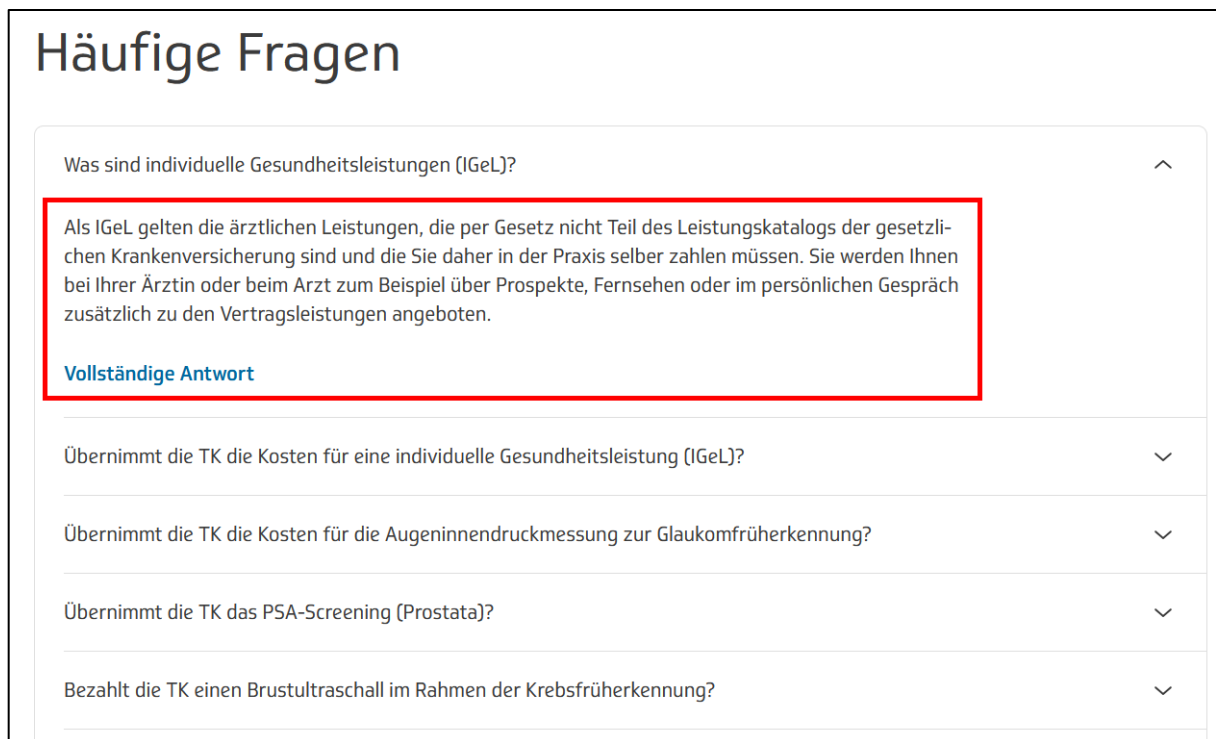 Häufige Fragen
Was sind individuelle Gesundheitsleistungen (IGeL)?
Als IGeL gelten die ärztlichen Leistungen, die per Gesetz nicht Teil des Leistungskatalogs der gesetzli-
chen Krankenversicherung sind und die Sie daher in der Praxis selber zahlen müssen. Sie werden Ihnen
bei Ihrer Ärztin oder beim Arzt zum Beispiel über Prospekte, Fernsehen oder im persönlichen Gespräch
zusätzlich zu den Vertragsleistungen angeboten.
Vollständige Antwort
Übernimmt die TK die Kosten für eine individuelle Gesundheitsleistung (IGeL)?
Übernimmt die TK die Kosten für die Augeninnendruckmessung zur Glaukomfrüherkennung?
Übernimmt die TK das PSA-Screening (Prostata)?
Bezahlt die TK einen Brustultraschall im Rahmen der Krebsfrüherkennung?